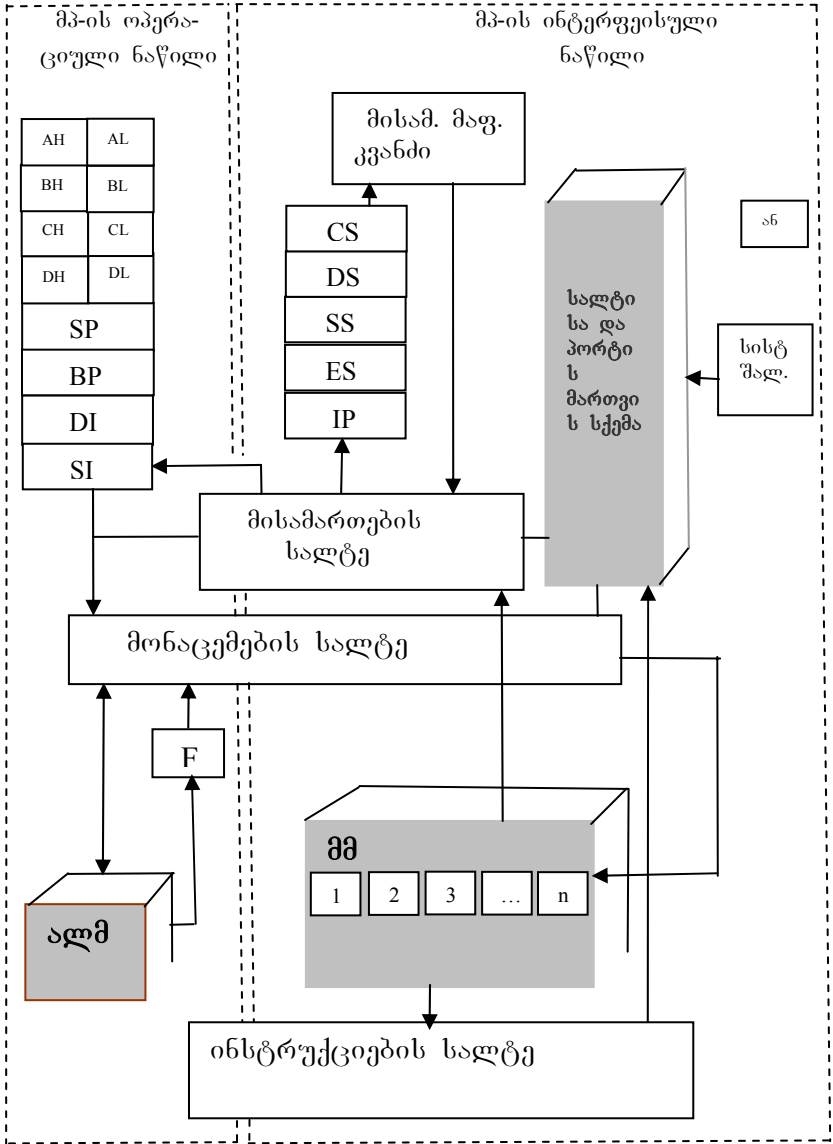 მპ-ის ოპერა-
ციული ნაწილი
მპ-ის ინტერფეისული
ნაწილი
AH AL
BH BL
CH CL
DH DL
SP
BP
DI
SI
მისამ. მაფ.
კვანძი
CS
DS
SS
ES
IP
სალტი
სა და
პორტი
ს
მართვი
ს სქემა
ან
სისტ
შალ.
მისამართების
სალტე
მონაცემების სალტე
F
ალმ
მმ
1 2 3 ... n
ინსტრუქციების სალტე